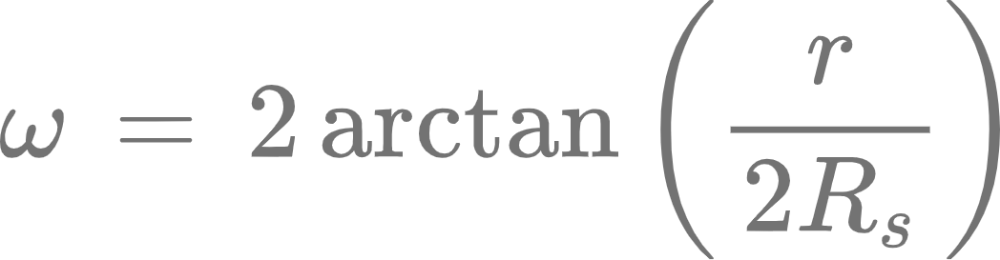 ω = 2 arctan (r / 2R_s)